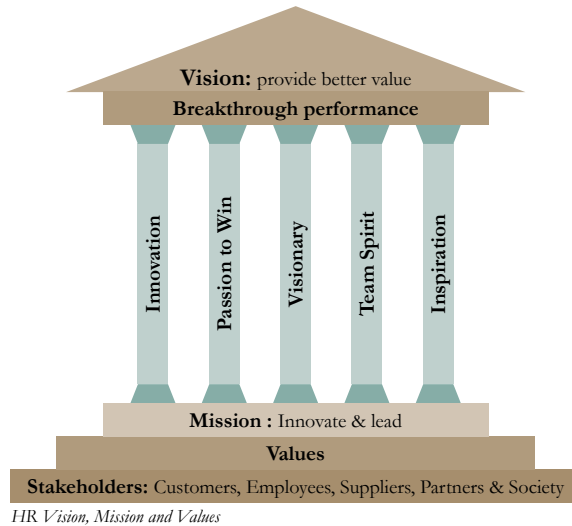 Vision: provide better value
Breakthrough performance
Innovation
Passion to Win
Visionary
Team Spirit
Inspiration
Mission : Innovate & lead
Values
Stakeholders: Customers, Employees, Suppliers, Partners & Society
HR Vision, Mission and Values